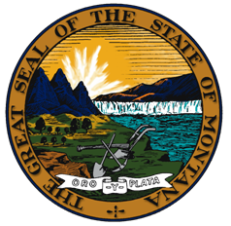 THE GREAT SEAL OF THE STATE OF MONTANA
ORO Y PLATA